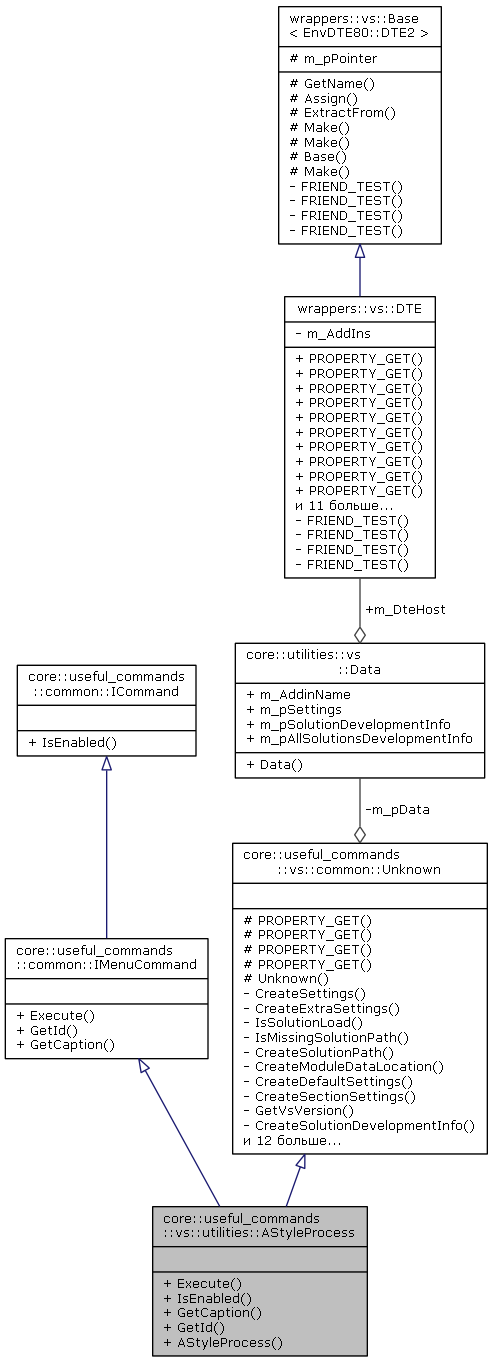 wrappers::vs::Base
< EnvDTE80::DTE2 >
# m_pPointer
# GetName()
# Assign()
# ExtractFrom()
# Make()
# Make()
# Base()
# Make()
- FRIEND_TEST()
- FRIEND_TEST()
- FRIEND_TEST()
- FRIEND_TEST()
wrappers::vs::DTE
- m_AddIns
+ PROPERTY_GET()
+ PROPERTY_GET()
+ PROPERTY_GET()
+ PROPERTY_GET()
+ PROPERTY_GET()
+ PROPERTY_GET()
+ PROPERTY_GET()
+ PROPERTY_GET()
+ PROPERTY_GET()
+ PROPERTY_GET()
и 11 больше...
- FRIEND_TEST()
- FRIEND_TEST()
- FRIEND_TEST()
- FRIEND_TEST()
+m_DteHost
core::utilities::vs
::Data
+ m_AddinName
+ m_pSettings
+ m_pSolutionDevelopmentInfo
+ m_pAllSolutionsDevelopmentInfo
+ Data()
core::useful_commands
::common::ICommand
+ IsEnabled()
-m_pData
core::useful_commands
::vs::common::Unknown
# PROPERTY_GET()
# PROPERTY_GET()
# PROPERTY_GET()
# PROPERTY_GET()
# Unknown()
- CreateSettings()
- CreateExtraSettings()
- IsSolutionLoad()
- IsMissingSolutionPath()
- CreateSolutionPath()
- CreateModuleDataLocation()
- CreateDefaultSettings()
- CreateSectionSettings()
- GetVsVersion()
- CreateSolutionDevelopmentInfo()
и 12 больше...
core::useful_commands
::common::IMenuCommand
+ Execute()
+ GetId()
+ GetCaption()
core::useful_commands
::vs::utilities::AStyleProcess
+ Execute()
+ IsEnabled()
+ GetCaption()
+ GetId()
+ AStyleProcess()